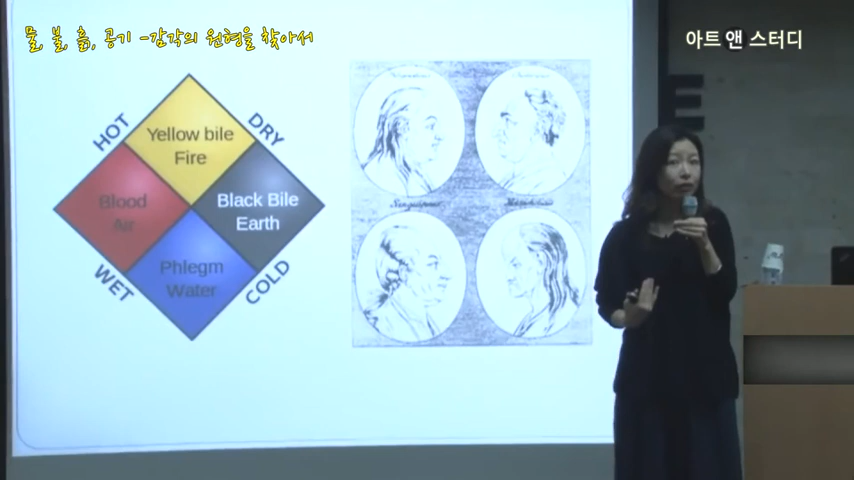 물, 불, 흙, 공기 -감각의 원형을 찾아서
아트 앤 스터디
HOT
DRY
Yellow bile
Fire
Blood
Air
Black Bile
Earth
Phlegm
Water
WET
COLD
E